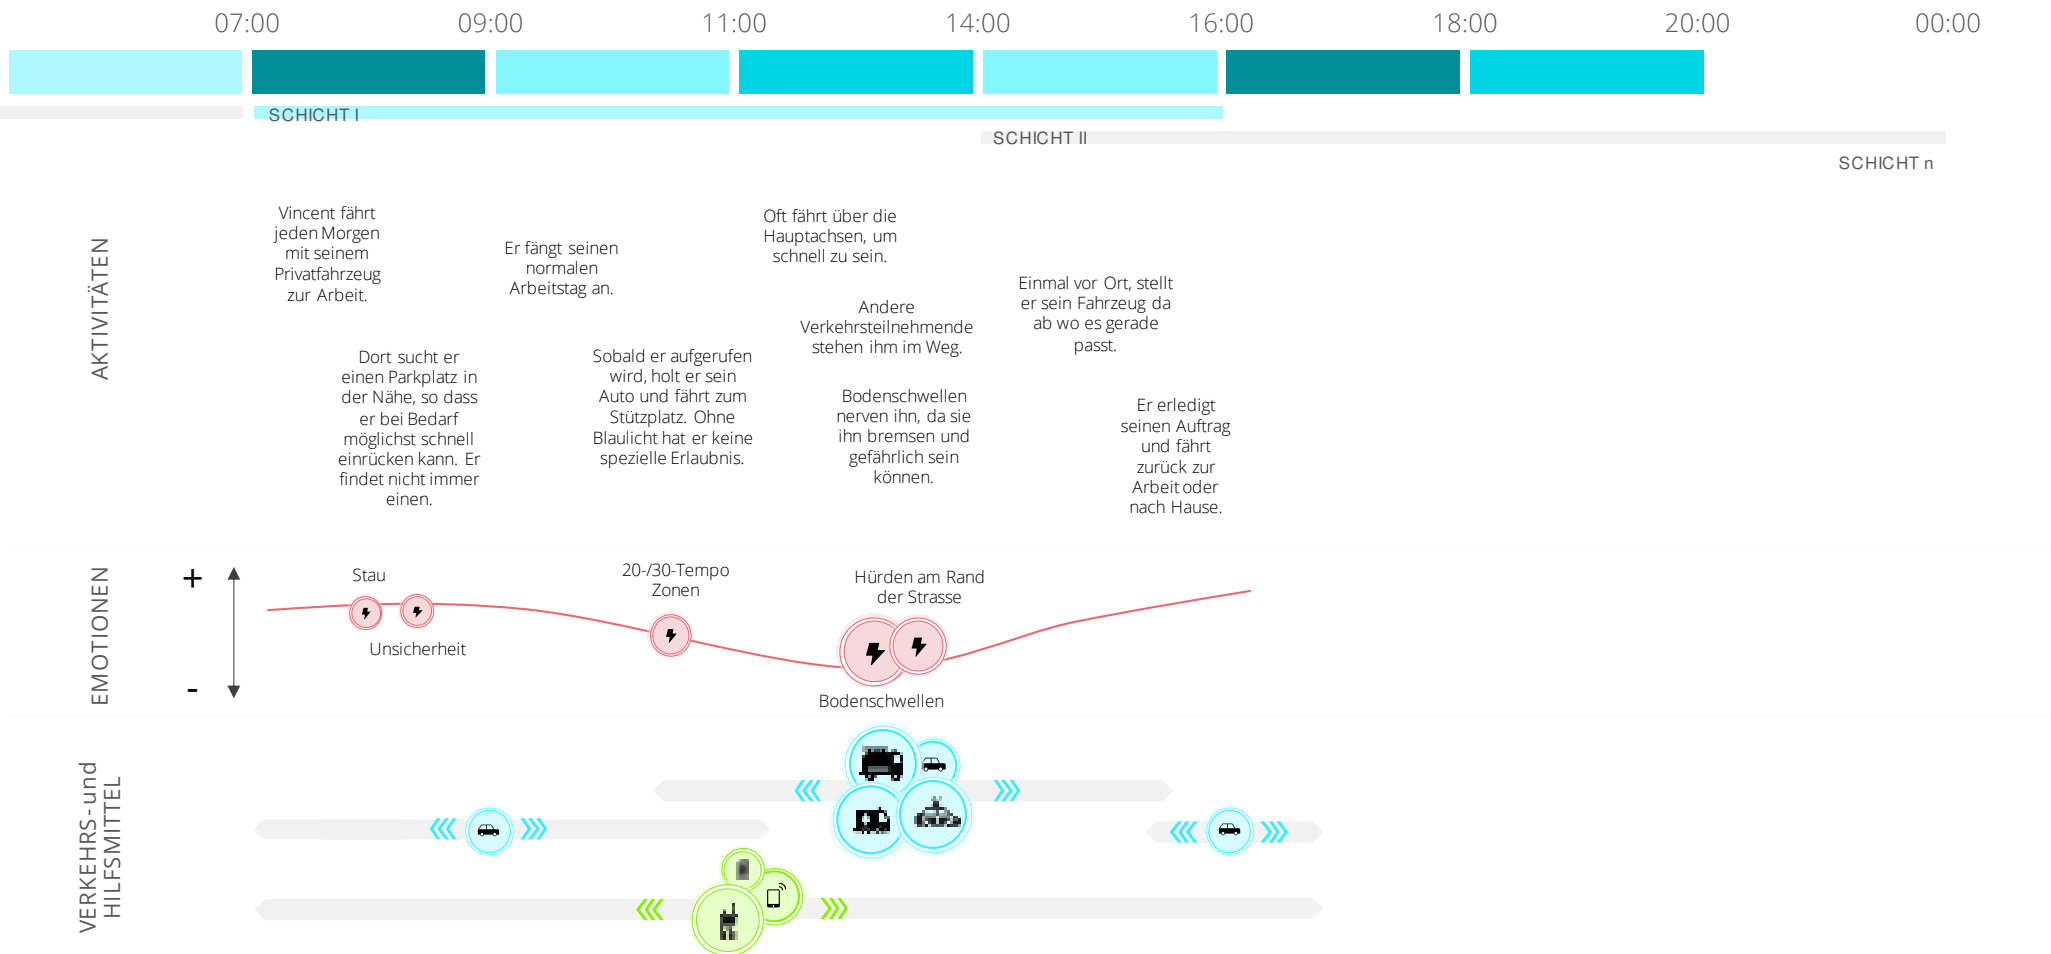 07:00 09:00 11:00 14:00 16:00 18:00 20:00 00:00
SCHICHT I
SCHICHT II
SCHICHT n
AKTIVITÄTEN
Vincent fährt
jeden Morgen
mit seinem
Privatfahrzeug
zur Arbeit.
Dort sucht er
einen Parkplatz in
der Nähe, so dass
er bei Bedarf
möglichst schnell
einrücken kann. Er
findet nicht immer
einen.
Er fängt seinen
normalen
Arbeitstag an.
Sobald er aufgerufen
wird, holt er sein
Auto und fährt zum
Stützplatz. Ohne
Blaulicht hat er keine
spezielle Erlaubnis.
Oft fährt über die
Hauptachsen, um
schnell zu sein.
Andere
Verkehrsteilnehmende
stehen ihm im Weg.
Bodenschwellen
nerven ihn, da sie
ihn bremsen und
gefährlich sein
können.
Einmal vor Ort, stellt
er sein Fahrzeug da
ab wo es gerade
passt.
Er erledigt
seinen Auftrag
und fährt
zurück zur
Arbeit oder
nach Hause.
EMOTIONEN
+
-
Stau
Unsicherheit
20-/30-Tempo
Zonen
Hürden am Rand
der Strasse
Bodenschwellen
VERKEHRS- und
HILFSMITTEL